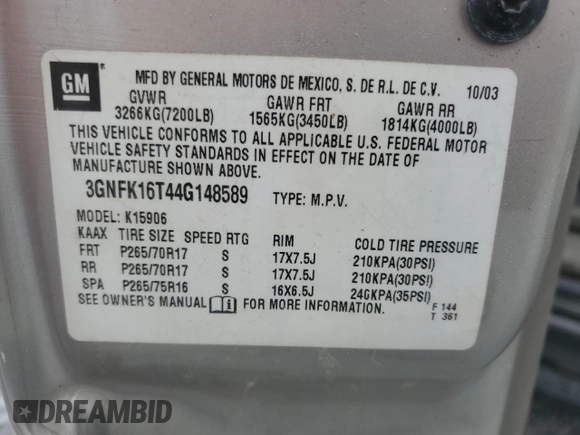 GM
MFD BY GENERAL MOTORS DE MEXICO, S. DE R.L. DE C.V. 10/03
GVWR GAWR FRT GAWR RR
3266KG(7200LB) 1565KG(3450LB) 1814KG(4000LB)
THIS VEHICLE CONFORMS TO ALL APPLICABLE U.S. FEDERAL MOTOR
VEHICLE SAFETY STANDARDS IN EFFECT ON THE DATE OF
MANUFACTURE SHOWN ABOVE.
3GNFK16T44G148589 TYPE: M.P.V.
MODEL: K15906
KAAX TIRE SIZE SPEED RTG RIM COLD TIRE PRESSURE
FRT P265/70R17 S 17X7.5J 210KPA(30PSI)
RR P265/70R17 S 17X7.5J 210KPA(30PSI)
SPA P265/75R16 S 16X6.5J 240KPA(35PSI)
SEE OWNER'S MANUAL FOR MORE INFORMATION.
F 144
T 361
DREAMBID